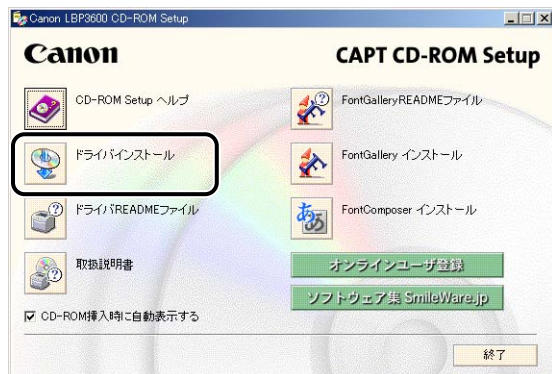 Canon LBP3600 CD-ROM Setup
Canon
CAPT CD-ROM Setup
CD-ROM Setup ヘルプ
FontGalleryREADMEファイル
ドライバインストール
FontGallery インストール
ドライバREADMEファイル
FontComposer インストール
取扱説明書
オンラインユーザ登録
ソフトウェア集 SmileWare.jp
CD-ROM挿入時に自動表示する
終了